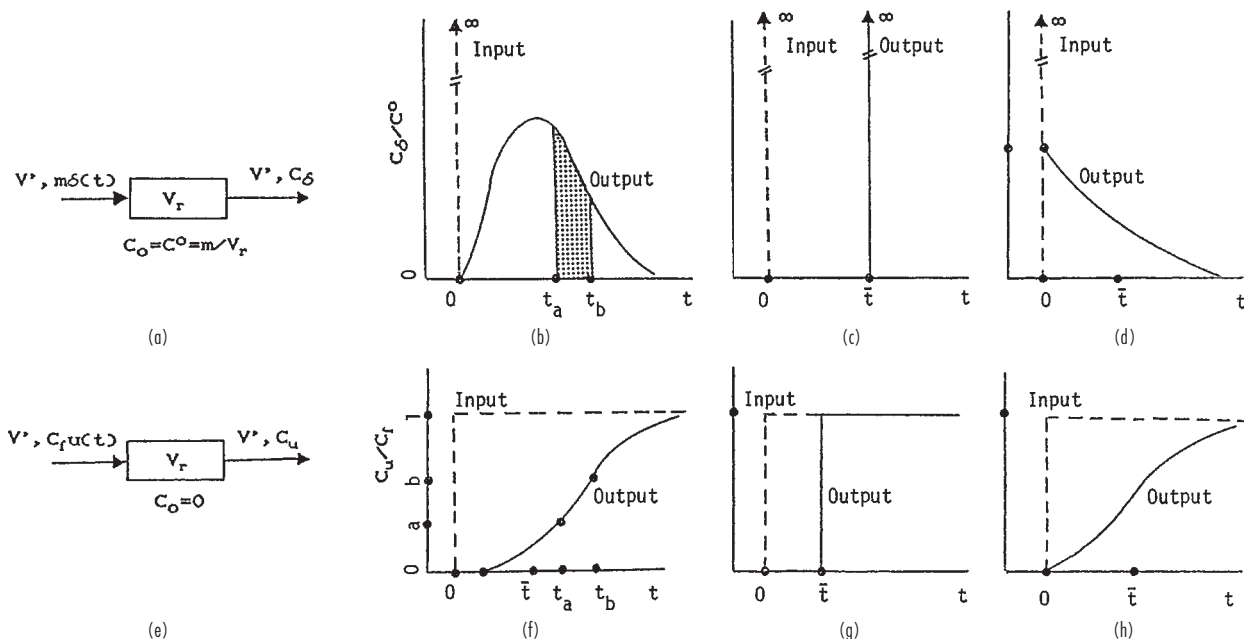 V', mδ(t)
V', C_δ
V_r
C_o=C^o=m/V_r
(a)
∞
Input
C_δ/C^o
Output
0
0
t_a
t_b
t
(b)
∞
∞
Input
Output
0
t̄
t
(c)
∞
Input
Output
0
t̄
t
(d)
V', C_f u(t)
V', C_u
V_r
C_o=0
(e)
Input
C_u/C_f
1
b
a
0
Output
0
t̄
t_a
t_b
t
(f)
Input
Output
0
t̄
t
(g)
Input
Output
0
t̄
t
(h)